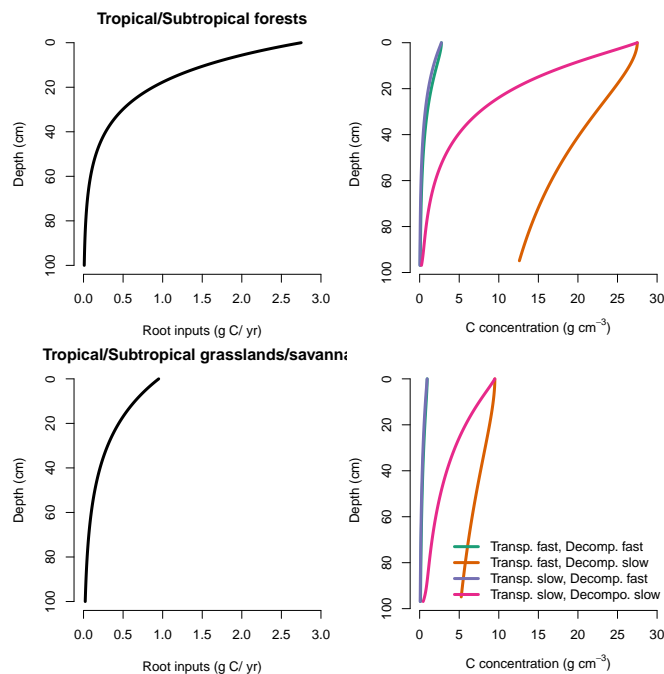 Tropical/Subtropical forests
Depth (cm)
0
20
40
60
80
100
0.0 0.5 1.0 1.5 2.0 2.5 3.0
Root inputs (g C/ yr)
Depth (cm)
0
20
40
60
80
100
0 5 10 15 20 25 30
C concentration (g cm⁻³)
Tropical/Subtropical grasslands/savanna
Depth (cm)
0
20
40
60
80
100
0.0 0.5 1.0 1.5 2.0 2.5 3.0
Root inputs (g C/ yr)
Depth (cm)
0
20
40
60
80
100
Transp. fast, Decomp. fast
Transp. fast, Decomp. slow
Transp. slow, Decomp. fast
Transp. slow, Decompo. slow
0 5 10 15 20 25 30
C concentration (g cm⁻³)